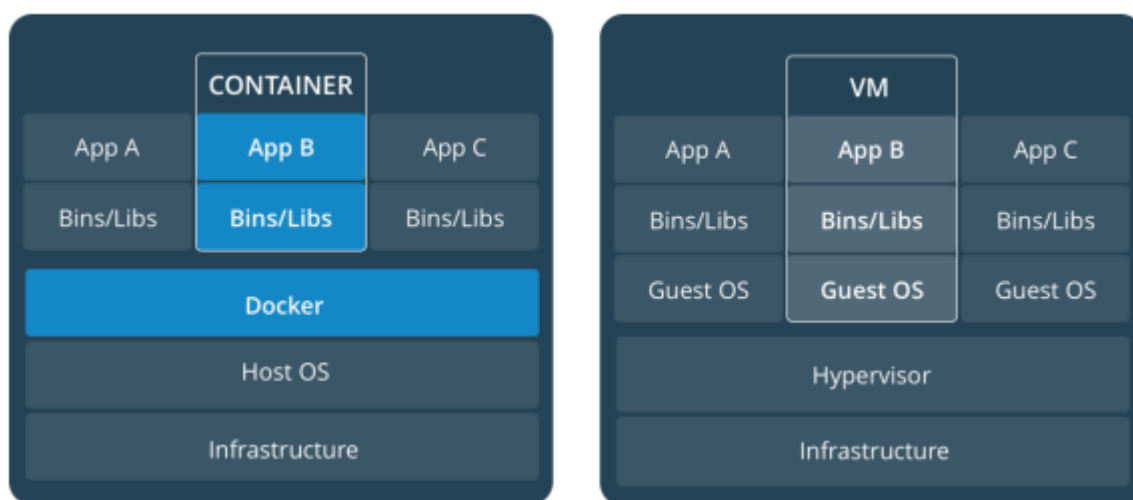 CONTAINER
App A App B App C
Bins/Libs Bins/Libs Bins/Libs
Docker
Host OS
Infrastructure
VM
App A App B App C
Bins/Libs Bins/Libs Bins/Libs
Guest OS Guest OS Guest OS
Hypervisor
Infrastructure